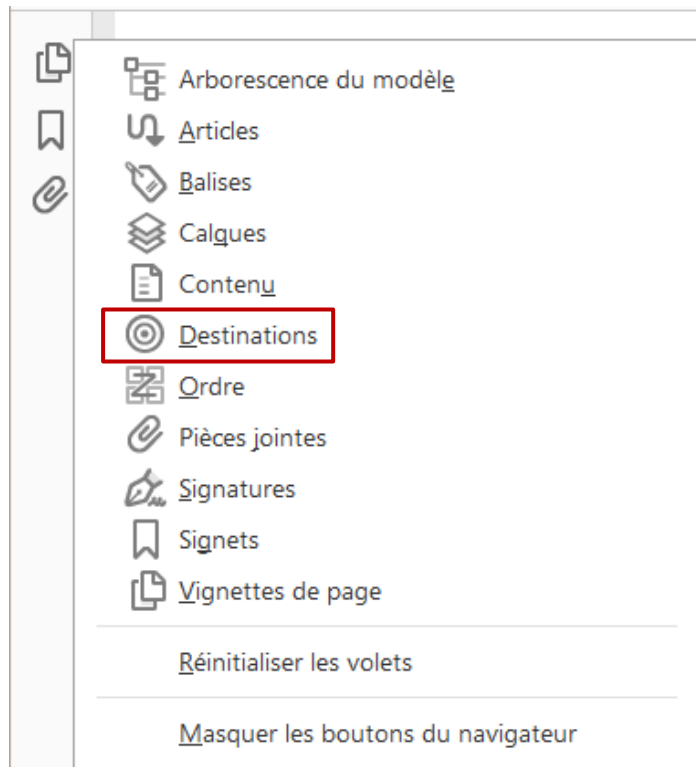 Arborescence du modèle
Articles
Balises
Calques
Contenu
Destinations
Ordre
Pièces jointes
Signatures
Signets
Vignettes de page
Réinitialiser les volets
Masquer les boutons du navigateur